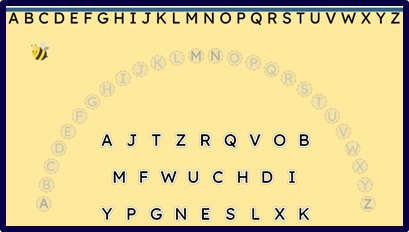 A B C D E F G H I J K L M N O P Q R S T U V W X Y Z
A B C D E F G H I J K L M N O P Q R S T U V W X Y Z
A J T Z R Q V O B
M F W U C H D I
Y P G N E S L X K